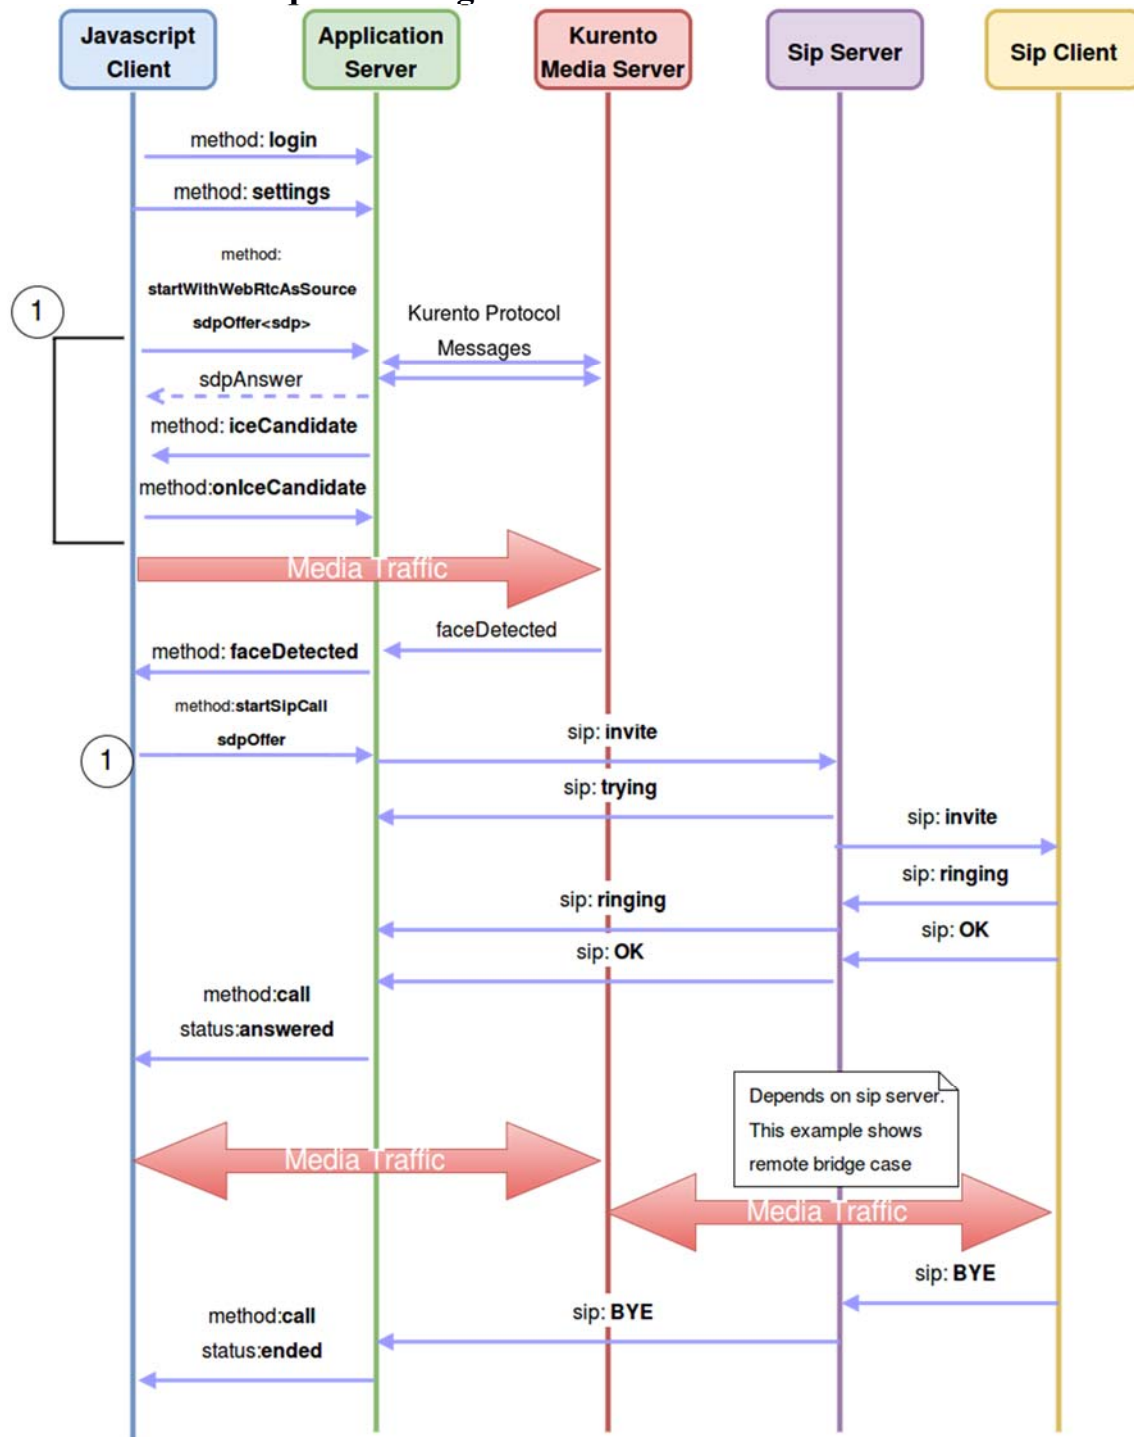 Javascript
Client
Application
Server
Kurento
Media Server
Sip Server
Sip Client
method: login
method: settings
method:
startWithWebRtcAsSource
sdpOffer<sdp>
1
Kurento Protocol
Messages
sdpAnswer
method: iceCandidate
method:onIceCandidate
Media Traffic
faceDetected
method: faceDetected
method:startSipCall
sdpOffer
1
sip: invite
sip: trying
sip: invite
sip: ringing
sip: ringing
sip: OK
sip: OK
method:call
status:answered
Depends on sip server.
This example shows
remote bridge case
Media Traffic
Media Traffic
sip: BYE
sip: BYE
method:call
status:ended